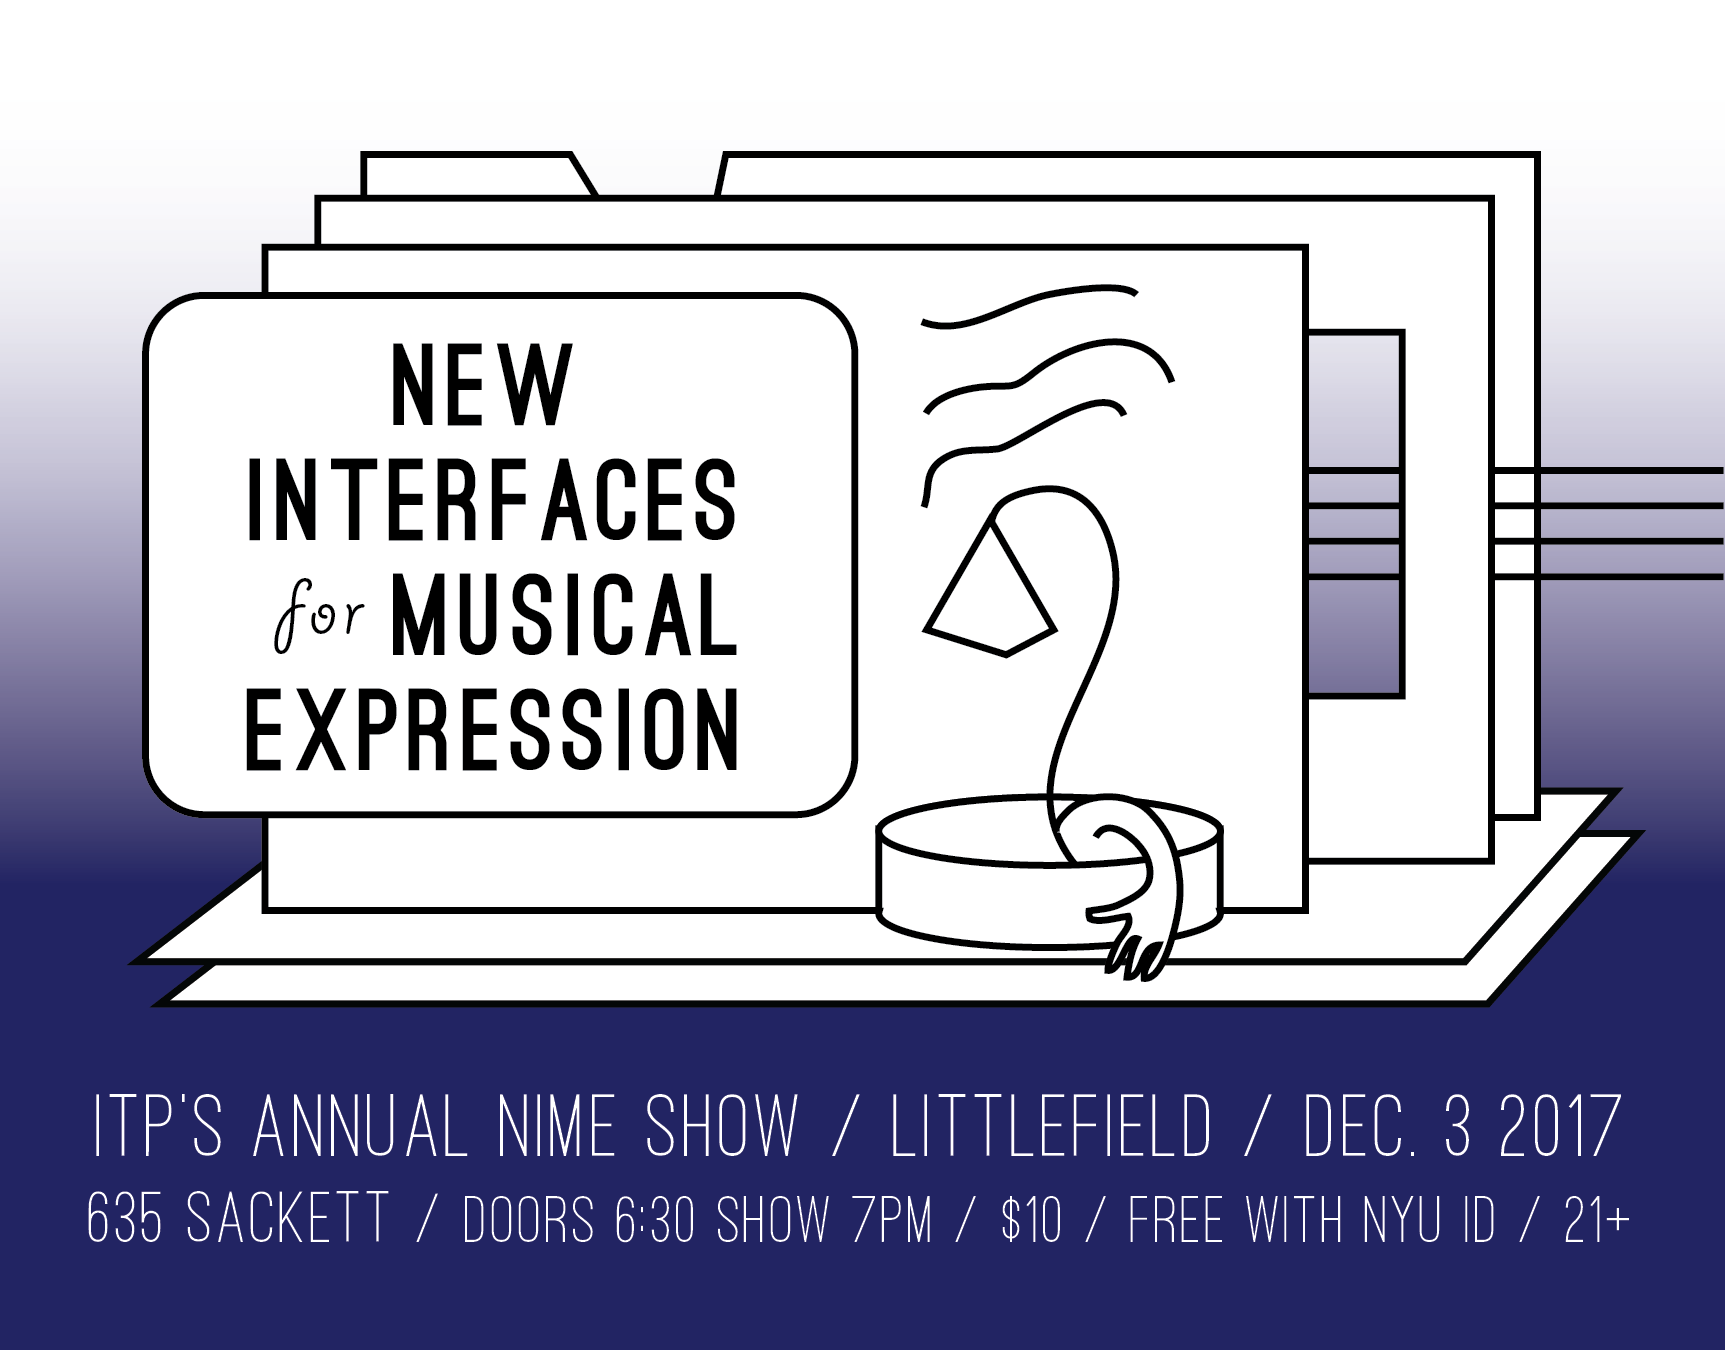 NEW
INTERFACES
for MUSICAL
EXPRESSION
ITP'S ANNUAL NIME SHOW / LITTLEFIELD / DEC. 3 2017
635 SACKETT / DOORS 6:30 SHOW 7PM / $10 / FREE WITH NYU ID / 21+